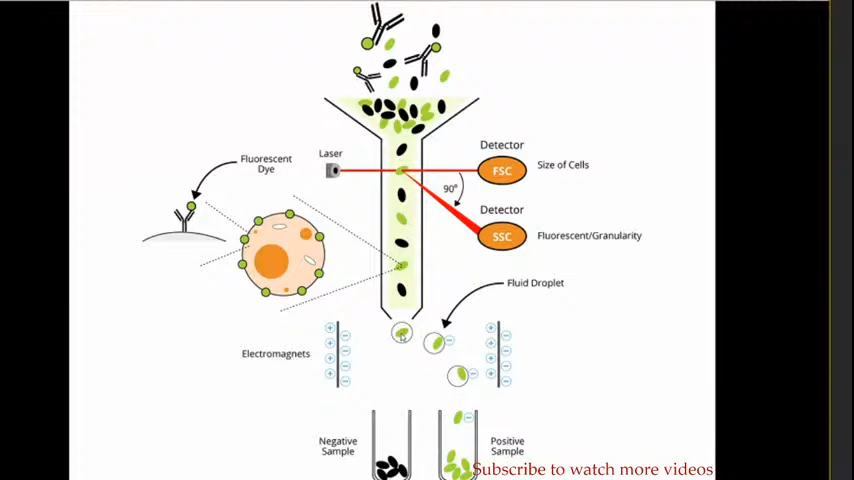 Detector
Laser
Fluorescent
Dye
FSC
Size of Cells
90°
Detector
SSC
Fluorescent/Granularity
Fluid Droplet
Electromagnets
Negative
Sample
Positive
Sample
Subscribe to watch more videos